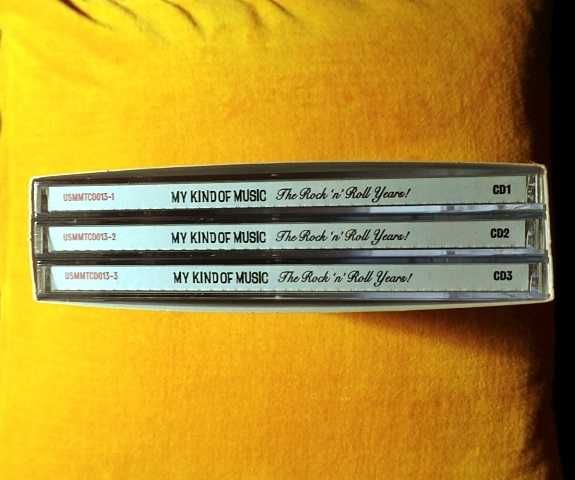 USMMTCD013-1 MY KIND OF MUSIC The Rock 'n' Roll Years! CD1
USMMTCD013-2 MY KIND OF MUSIC The Rock 'n' Roll Years! CD2
USMMTCD013-3 MY KIND OF MUSIC The Rock 'n' Roll Years! CD3